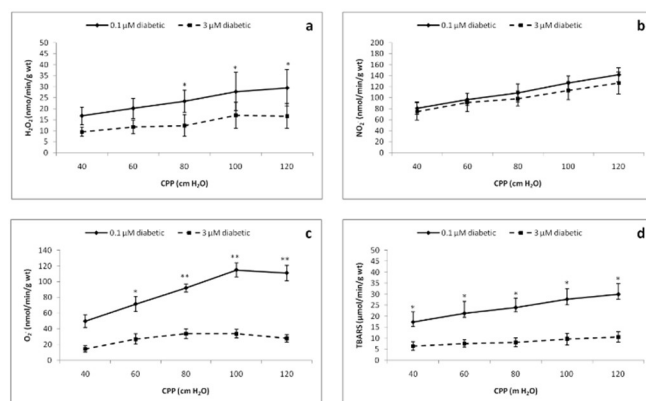 0.1 µM diabetic 3 µM diabetic a
50
45
40
35
30
25
20
15
10
5
0
H₂O₂ (nmo/min/g wt)
* * *
40 60 80 100 120
CPP (cm H₂O)
0.1 µM diabetic 3 µM diabetic b
200
180
160
140
120
100
80
60
40
20
0
NO₂⁻ (nmol/min/g wt)
40 60 80 100 120
CPP (cm H₂O)
0.1 µM diabetic 3 µM diabetic c
140
120
100
80
60
40
20
0
O₂⁻ (nmol/min/g wt)
* ** ** **
40 60 80 100 120
CPP (cm H₂O)
0.1 µM diabetic 3 µM diabetic d
50
45
40
35
30
25
20
15
10
5
0
TBARS (µmol/min/g wt)
* * * * *
40 60 80 100 120
CPP (m H₂O)